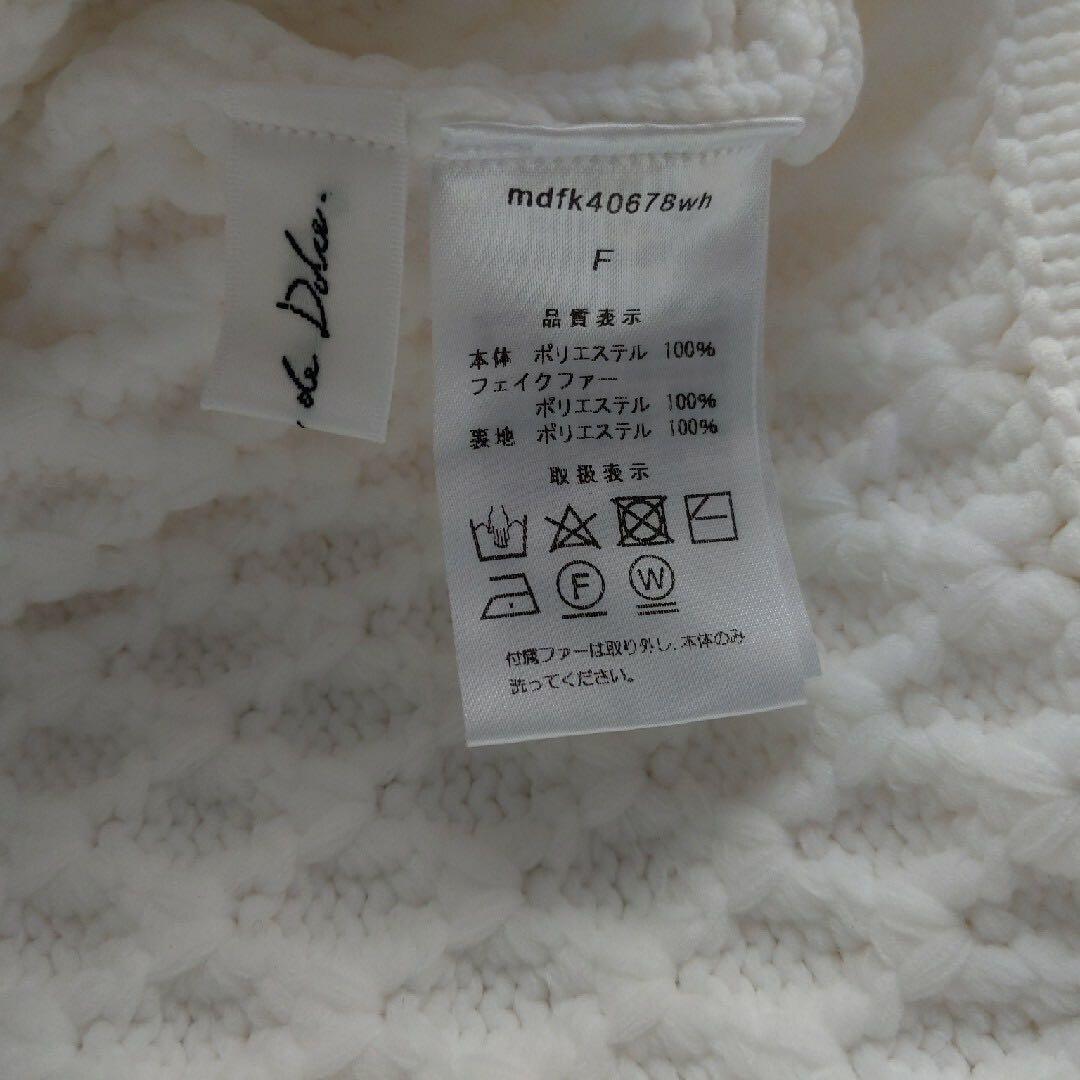 de Dolce.
mdfk40678wh
F
品質表示
本体 ポリエステル 100%
フェイクファー
ポリエステル 100%
裏地 ポリエステル 100%
取扱表示
F
W
付属ファーは取り外し、本体のみ
洗ってください。